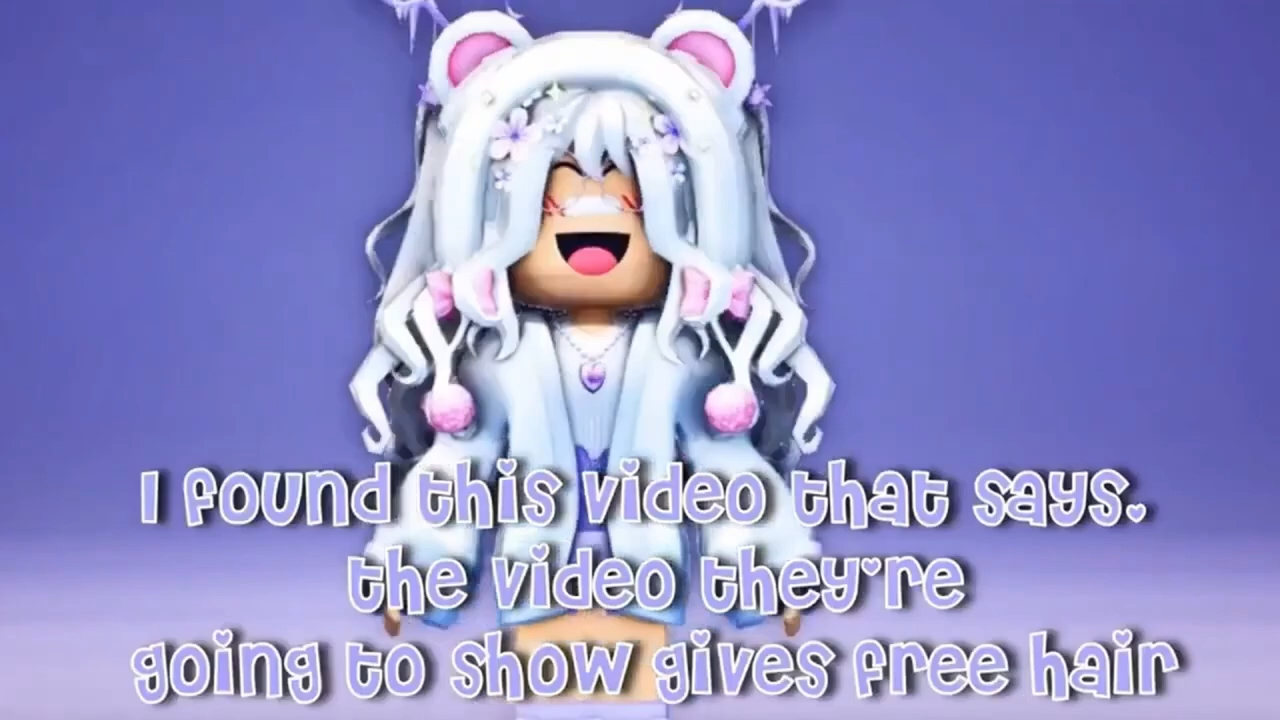 I found this video that says.
the video they're
going to show gives free hair